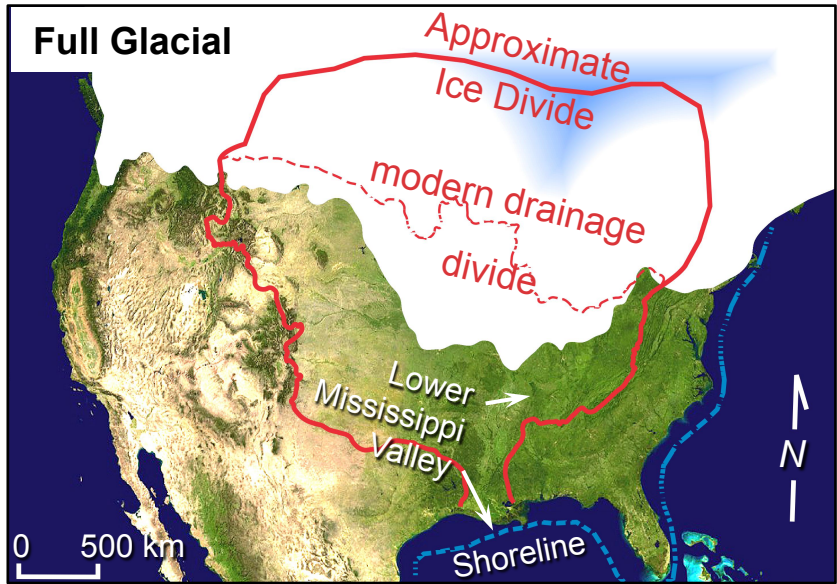 Full Glacial
Approximate
Ice Divide
modern drainage
divide
Lower
Mississippi
Valley
N
0 500 km
Shoreline